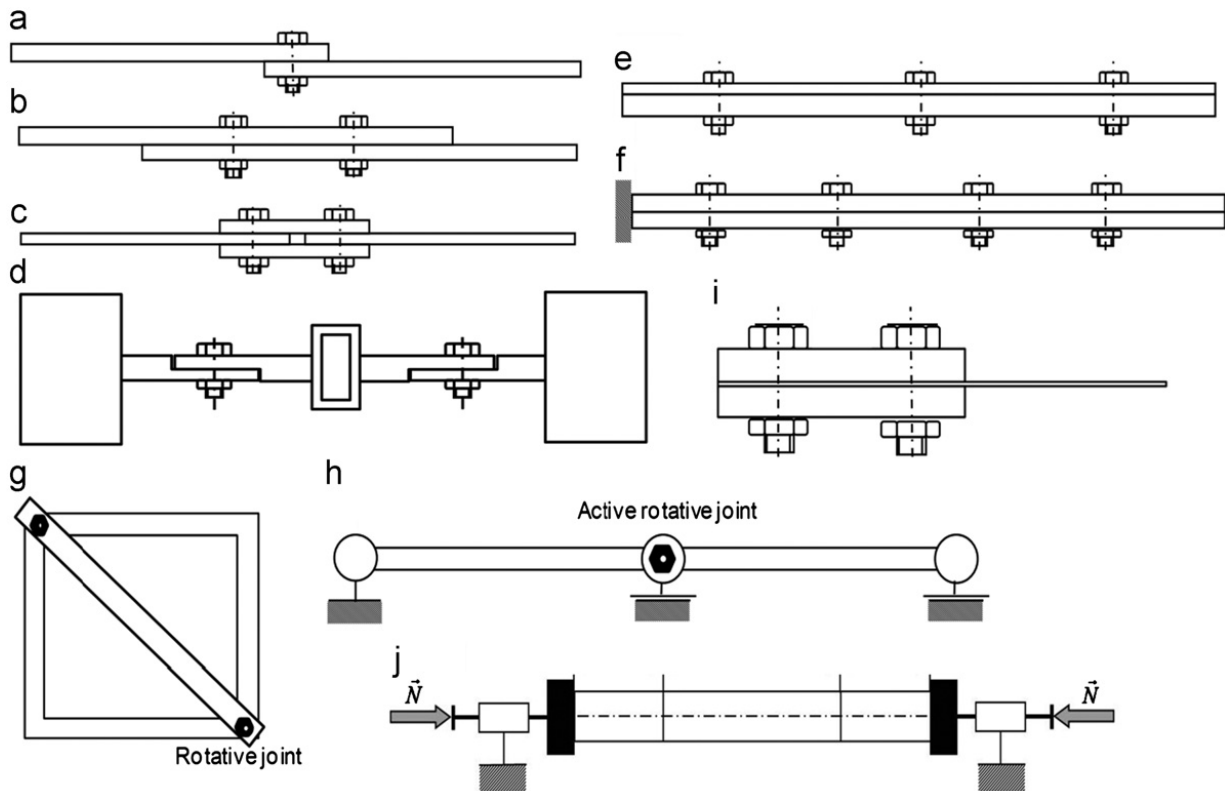 a
b
c
d
e
f
i
g
h
Active rotative joint
Rotative joint
j
N⃗
N⃗